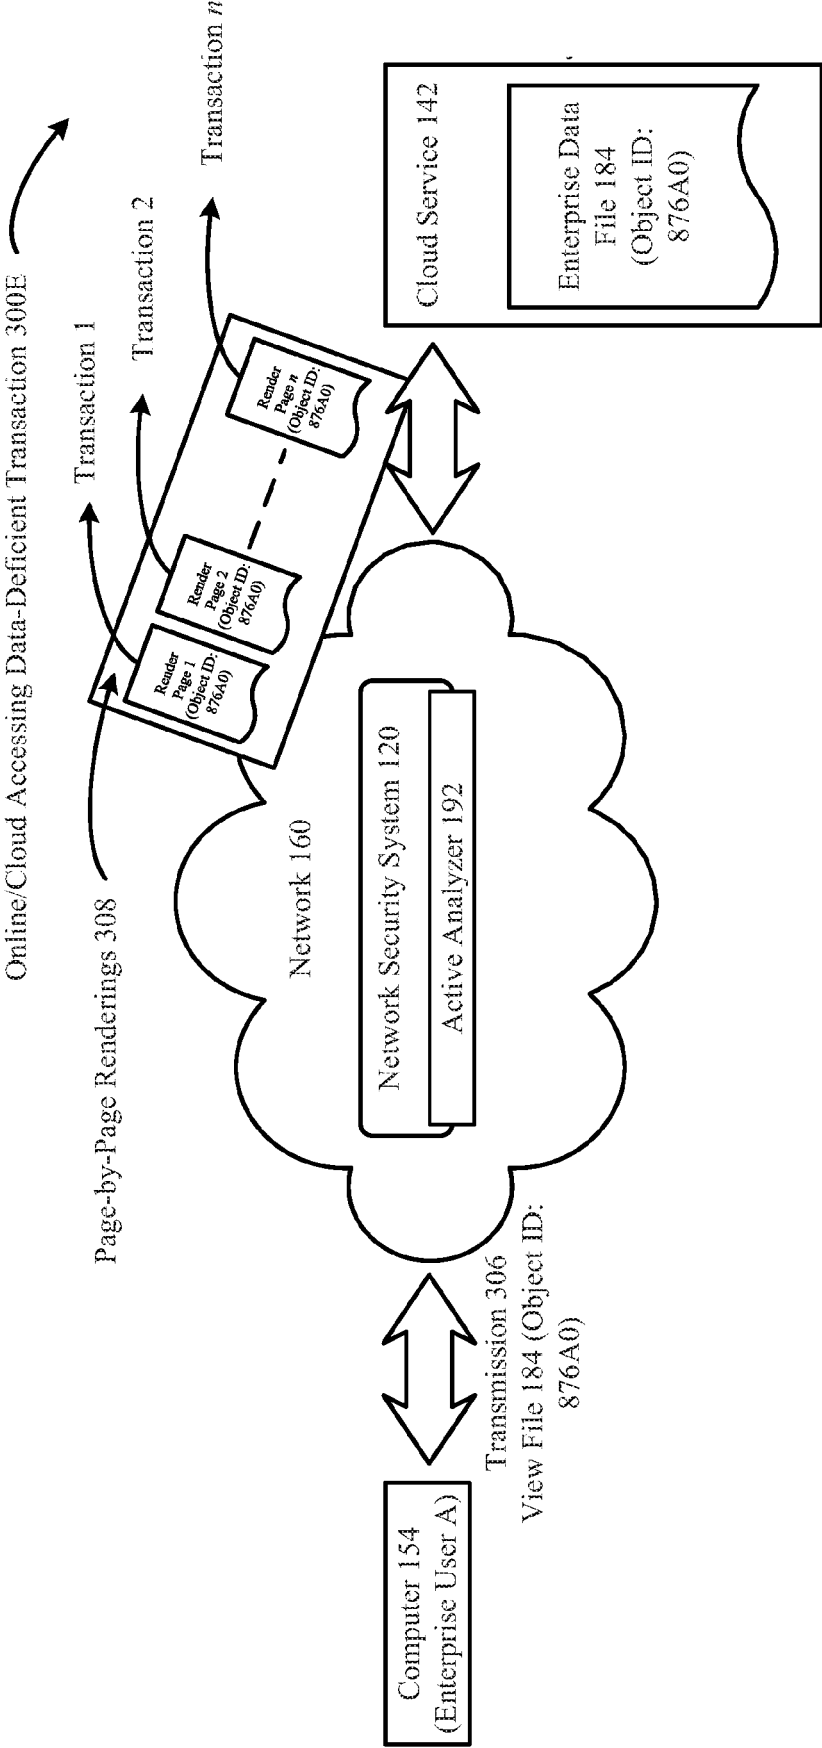 Online/Cloud Accessing Data-Deficient Transaction 300E
Page-by-Page Renderings 308
Transaction 1
Transaction 2
Transaction n
Render
Page 1
(Object ID:
876A0)
Render
Page 2
(Object ID:
876A0)
Render
Page n
(Object ID:
876A0)
Network 160
Network Security System 120
Active Analyzer 192
Computer 154
(Enterprise User A)
Transmission 306
View File 184 (Object ID:
876A0)
Cloud Service 142
Enterprise Data
File 184
(Object ID:
876A0)